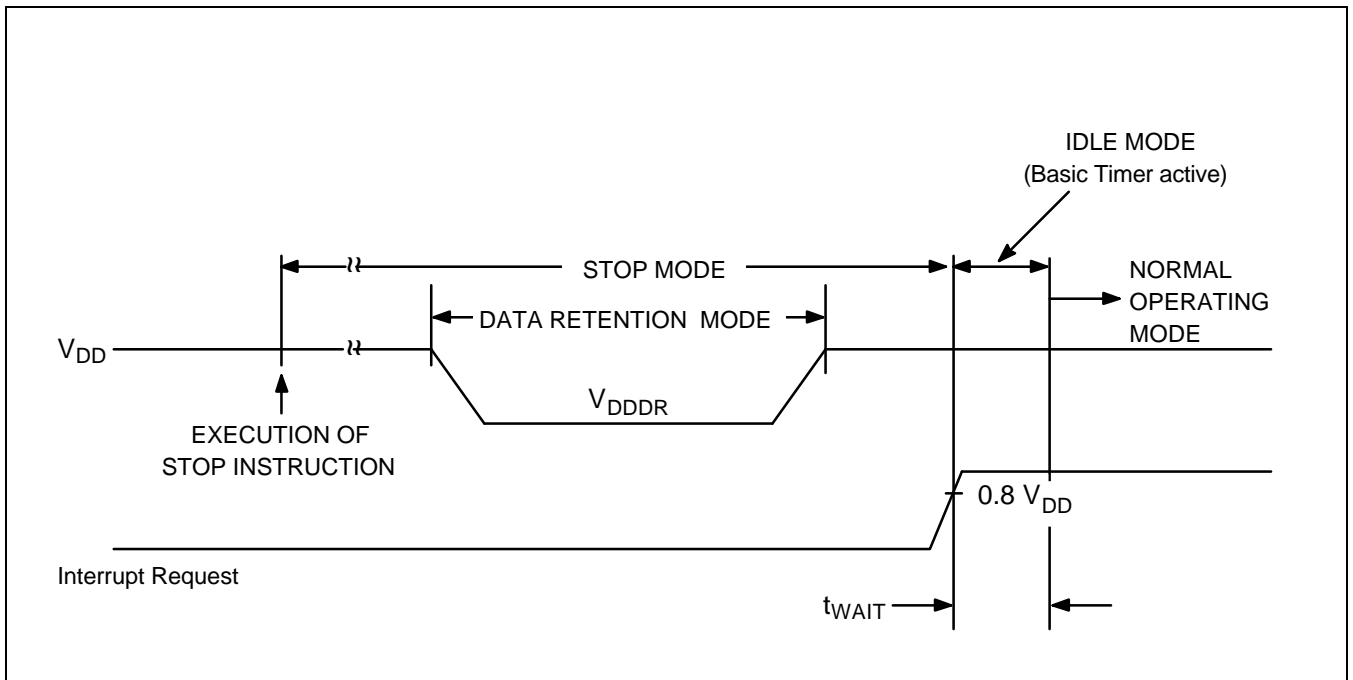 IDLE MODE
(Basic Timer active)
STOP MODE
NORMAL
OPERATING
MODE
DATA RETENTION MODE
VDD
VDDDR
EXECUTION OF
STOP INSTRUCTION
0.8 VDD
Interrupt Request
tWAIT